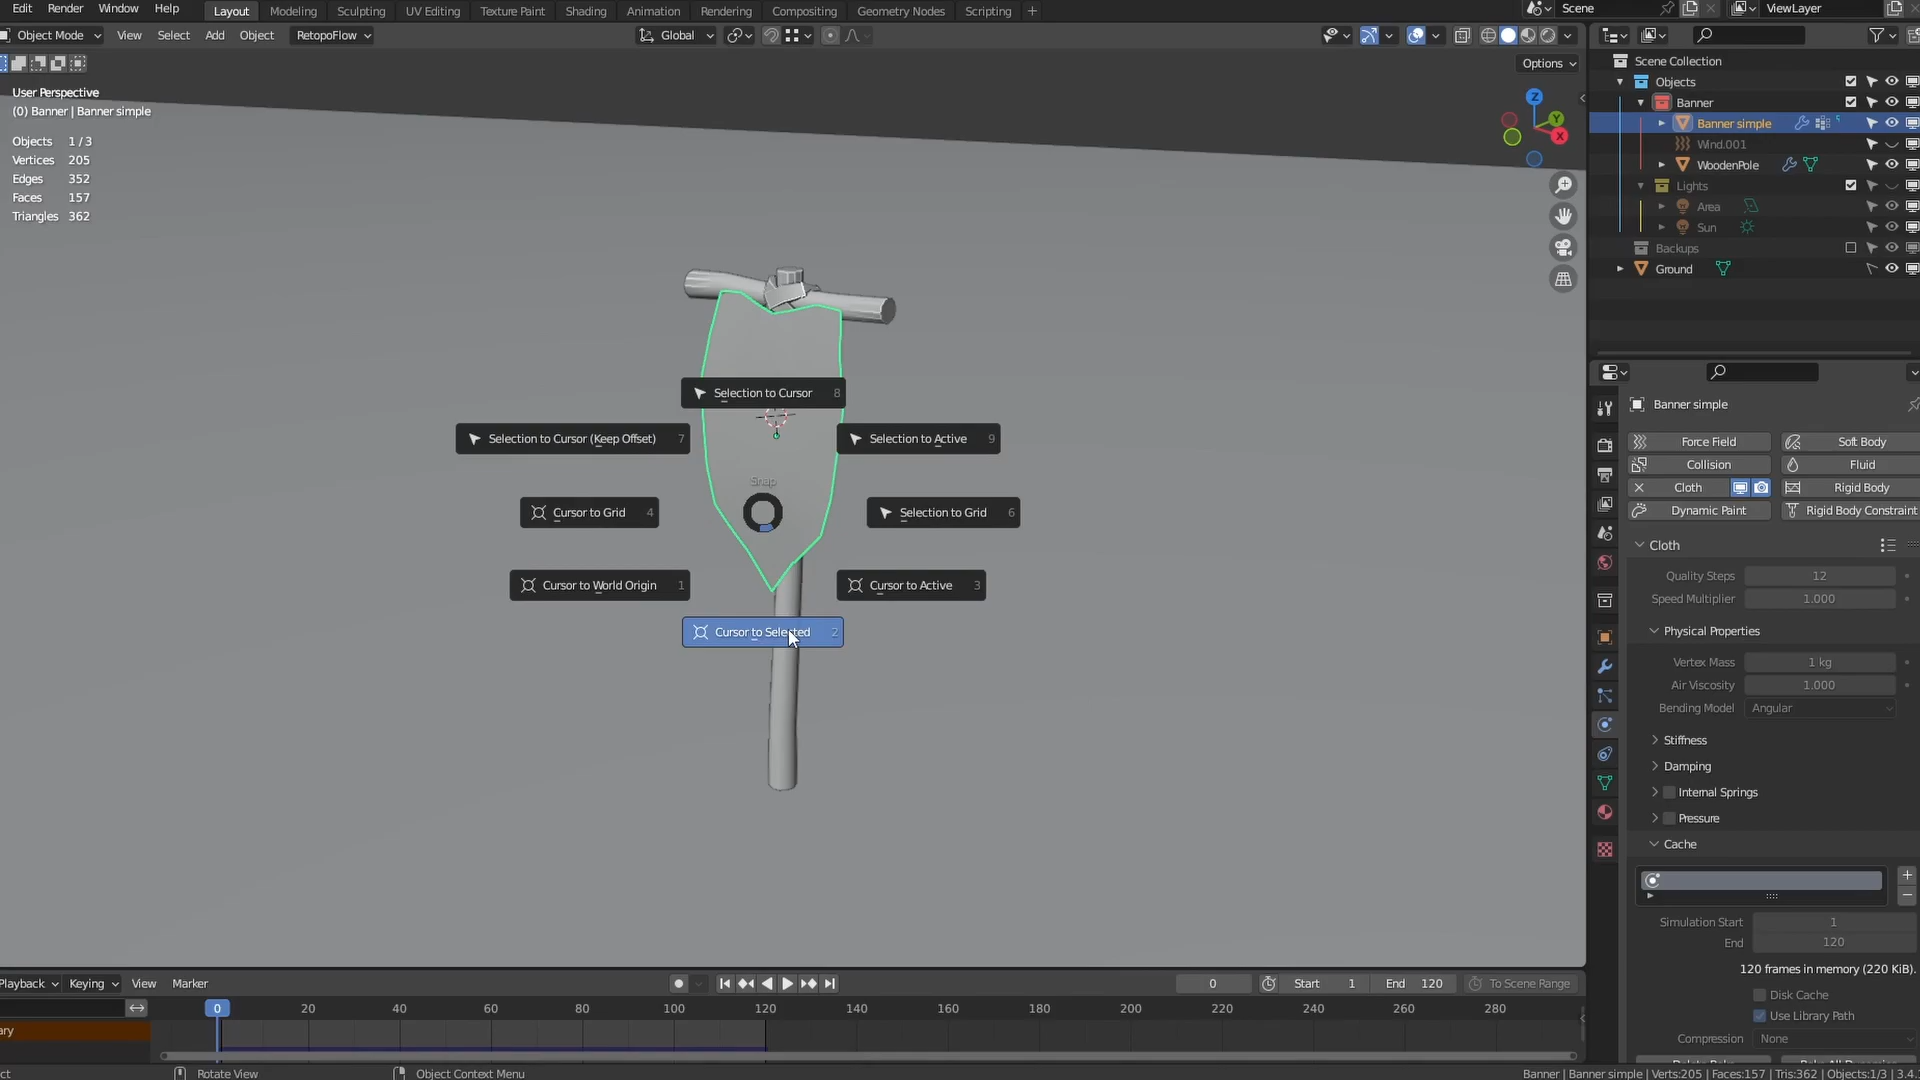 Edit Render Window Help Layout Modeling Sculpting UV Editing Texture Paint Shading Animation Rendering Compositing Geometry Nodes Scripting + Scene ViewLayer
Object Mode View Select Add Object RetopoFlow Global
Options
User Perspective
(0) Banner | Banner simple
Objects 1 / 3
Vertices 205
Edges 352
Faces 157
Triangles 362
Z
Y
X
Scene Collection
Objects
Banner
Banner simple
Wind.001
WoodenPole
Lights
Area
Sun
Backups
Ground
Selection to Cursor 8
Selection to Cursor (Keep Offset) 7
Selection to Active 9
Snap
Cursor to Grid 4
Selection to Grid 6
Cursor to World Origin 1
Cursor to Active 3
Cursor to Selected 2
Banner simple
Force Field Soft Body
Collision Fluid
Cloth Rigid Body
Dynamic Paint Rigid Body Constraint
Cloth
Quality Steps 12
Speed Multiplier 1.000
Physical Properties
Vertex Mass 1 kg
Air Viscosity 1.000
Bending Model Angular
Stiffness
Damping
Internal Springs
Pressure
Cache
Simulation Start 1
End 120
120 frames in memory (220 KiB).
Disk Cache
Use Library Path
Compression None
Playback Keying View Marker 0 Start 1 End 120 To Scene Range
0 20 40 60 80 100 120 140 160 180 200 220 240 260 280
ary
ct Rotate View Object Context Menu Banner | Banner simple | Verts:205 | Faces:157 | Tris:362 | Objects:1/3 | 3.4.